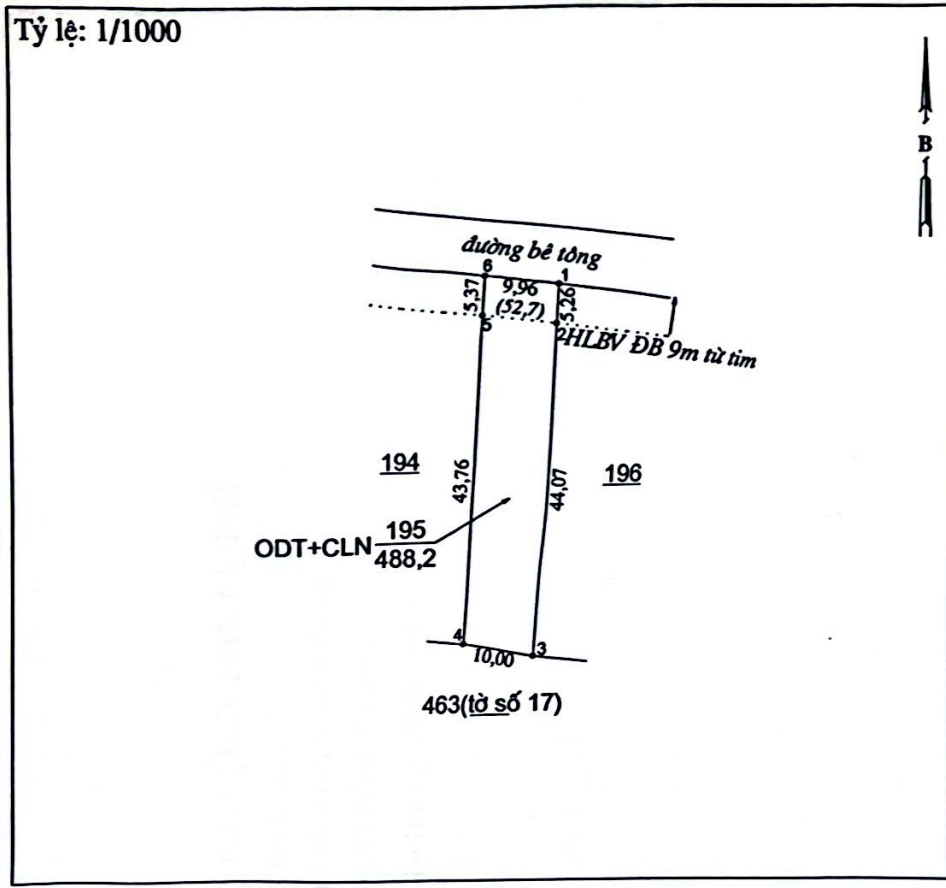 Tỷ lệ: 1/1000
B
đường bê tông
6
1
9,96
5,37
(52,7)
5,26
5
2
HLBV ĐB 9m từ tim
194
43,76
44,07
196
ODT+CLN
195
488,2
4
10,00
3
463(tờ số 17)